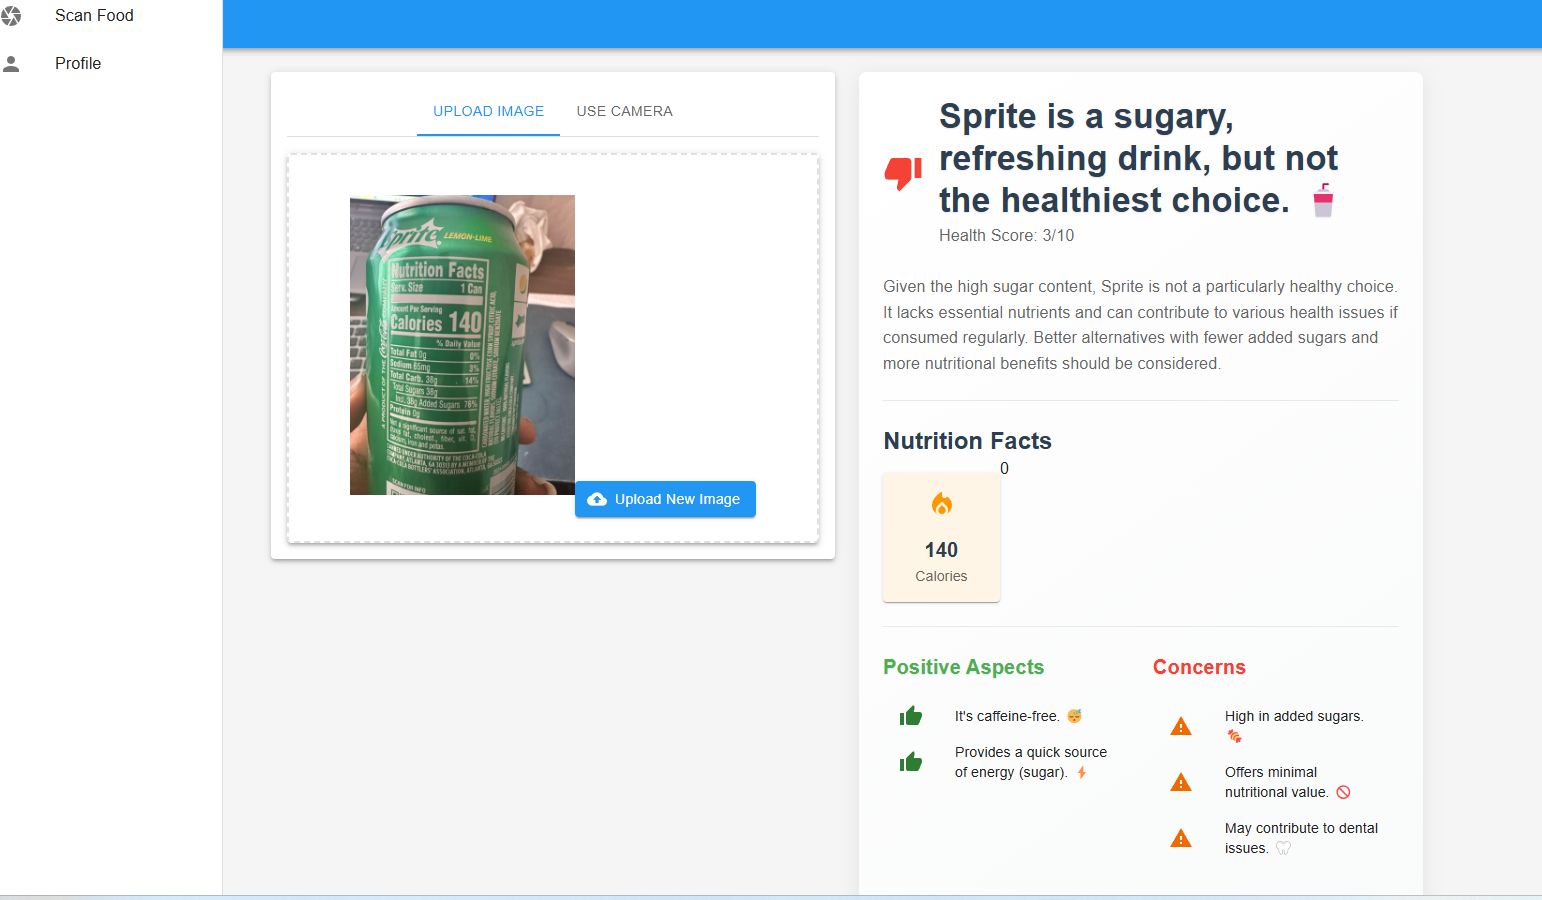 Scan Food
Profile
UPLOAD IMAGE
USE CAMERA
Sprite
LEMON-LIME
Nutrition Facts
Serv. Size 1 Can
Amount Per Serving
Calories 140
% Daily Value
Total Fat 0g 0%
Sodium 65mg 3%
Total Carb. 38g 14%
Total Sugars 38g
Incl. 38g Added Sugars 76%
Protein 0g
Upload New Image
Sprite is a sugary,
refreshing drink, but not
the healthiest choice. 🥤
Health Score: 3/10
Given the high sugar content, Sprite is not a particularly healthy choice.
It lacks essential nutrients and can contribute to various health issues if
consumed regularly. Better alternatives with fewer added sugars and
more nutritional benefits should be considered.
Nutrition Facts
0
140
Calories
Positive Aspects
It's caffeine-free. 😴
Provides a quick source
of energy (sugar). ⚡
Concerns
High in added sugars.
🍬
Offers minimal
nutritional value. 🚫
May contribute to dental
issues. 🦷